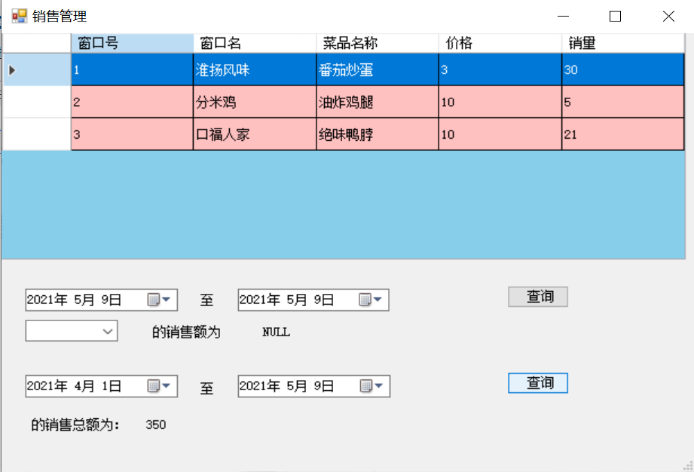 销售管理
窗口号 窗口名 菜品名称 价格 销量
1 淮扬风味 番茄炒蛋 3 30
2 分米鸡 油炸鸡腿 10 5
3 口福人家 绝味鸭脖 10 21
2021年 5月 9日 至 2021年 5月 9日 查询
的销售额为 NULL
2021年 4月 1日 至 2021年 5月 9日 查询
的销售总额为： 350